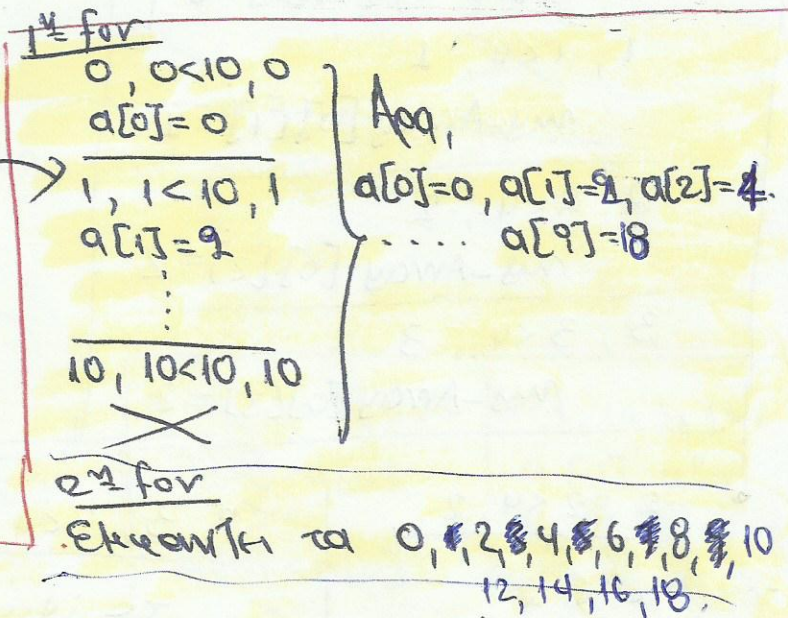 1η for
0, 0<10, 0
a[0]=0
1, 1<10, 1
a[1]=2
⋮
10, 10<10, 10
Άρα,
a[0]=0, a[1]=2, a[2]=4.
..... a[9]=18
2η for
Εμφανίζει τα 0, 2, 4, 6, 8, 10
12, 14, 16, 18.